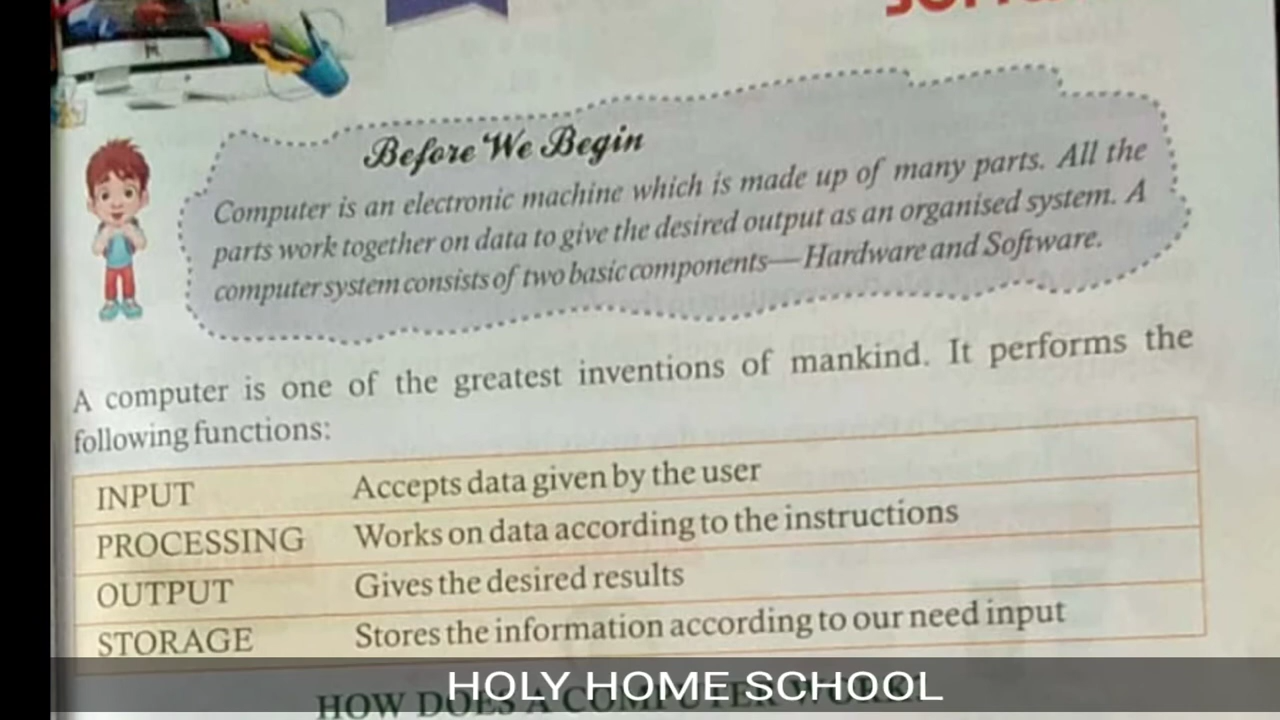 Before We Begin
Computer is an electronic machine which is made up of many parts. All the
parts work together on data to give the desired output as an organised system. A
computer system consists of two basic components—Hardware and Software.
A computer is one of the greatest inventions of mankind. It performs the
following functions:
INPUT Accepts data given by the user
PROCESSING Works on data according to the instructions
OUTPUT Gives the desired results
STORAGE Stores the information according to our need input
HOW DOES A COMPUTER WORK
HOLY HOME SCHOOL